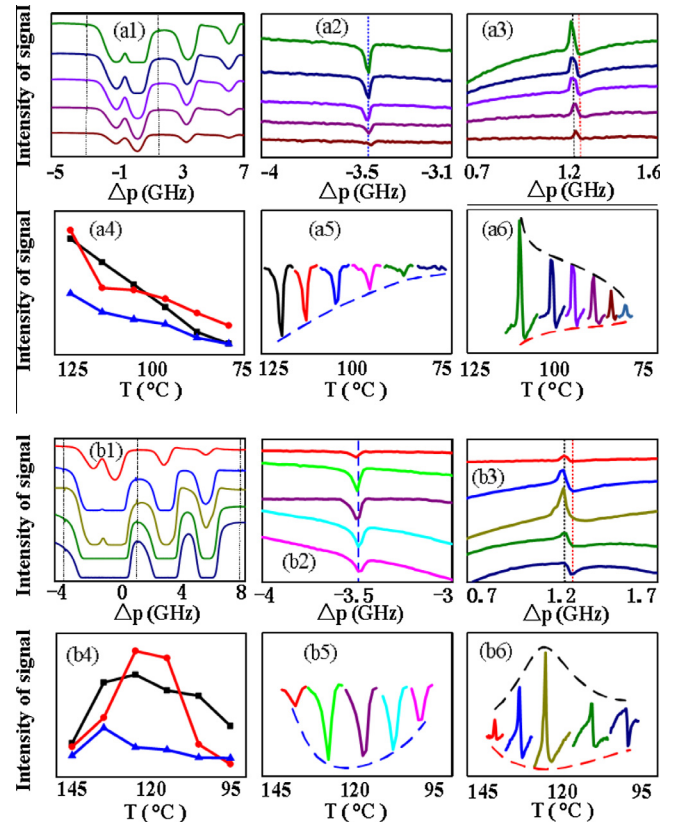 Intensity of signal
(a1)
-5 -1 3 7
Δp (GHz)
(a2)
-4 -3.5 -3.1
Δp (GHz)
(a3)
0.7 1.2 1.6
Δp (GHz)
Intensity of signal
(a4)
125 100 75
T (°C)
(a5)
125 100 75
T (°C)
(a6)
100 75
T (°C)
Intensity of signal
(b1)
-4 0 4 8
Δp (GHz)
(b2)
-4 -3.5 -3
Δp (GHz)
(b3)
0.7 1.2 1.7
Δp (GHz)
Intensity of signal
(b4)
145 120 95
T (°C)
(b5)
145 120 95
T (°C)
(b6)
145 120 95
T (°C)